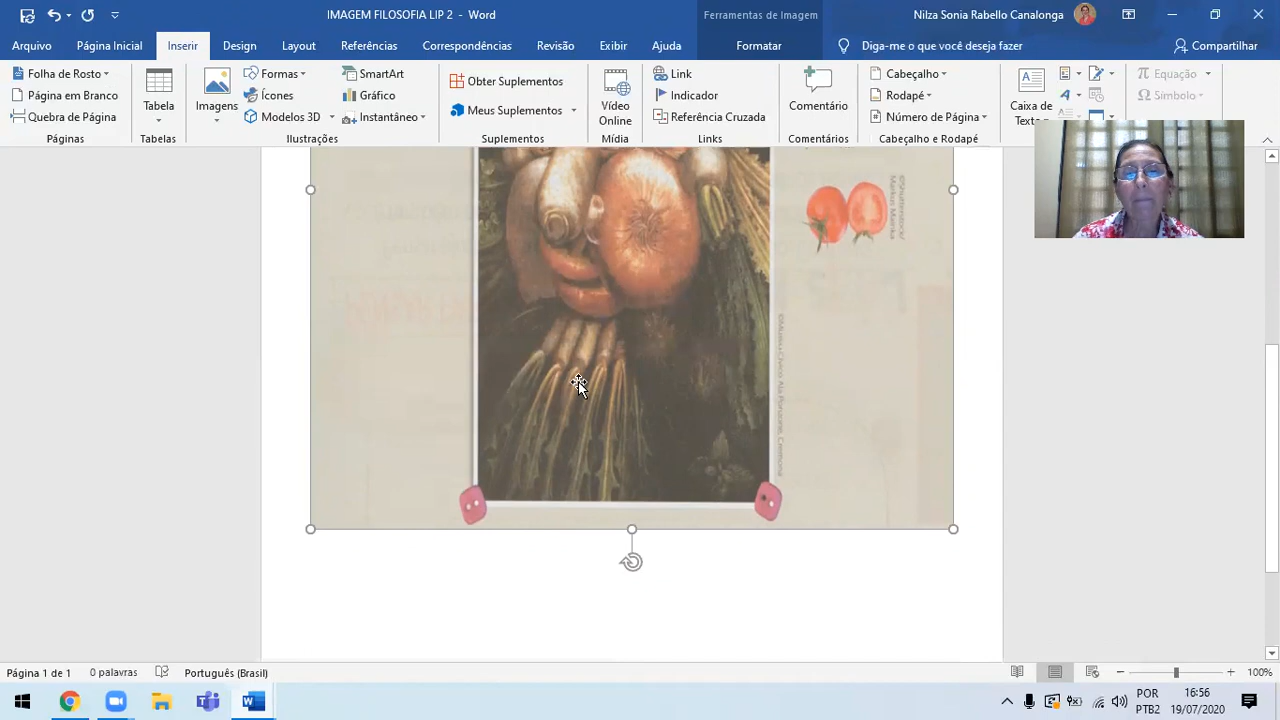 IMAGEM FILOSOFIA LIP 2 - Word
Ferramentas de Imagem
Nilza Sonia Rabello Canalonga
Arquivo Página Inicial Inserir Design Layout Referências Correspondências Revisão Exibir Ajuda Formatar Diga-me o que você deseja fazer Compartilhar
Folha de Rosto
Página em Branco
Quebra de Página
Páginas
Tabela
Tabelas
Imagens
Formas
Ícones
Modelos 3D
SmartArt
Gráfico
Instantâneo
Ilustrações
Obter Suplementos
Meus Suplementos
Suplementos
Vídeo
Online
Mídia
Link
Indicador
Referência Cruzada
Links
Comentário
Comentários
Cabeçalho
Rodapé
Número de Página
Cabeçalho e Rodapé
Caixa de
Texto
A
Equação
Símbolo
©Shutterstock/
Markus Mainka
Página 1 de 1 0 palavras Português (Brasil) 100%
POR
PTB2
16:56
19/07/2020